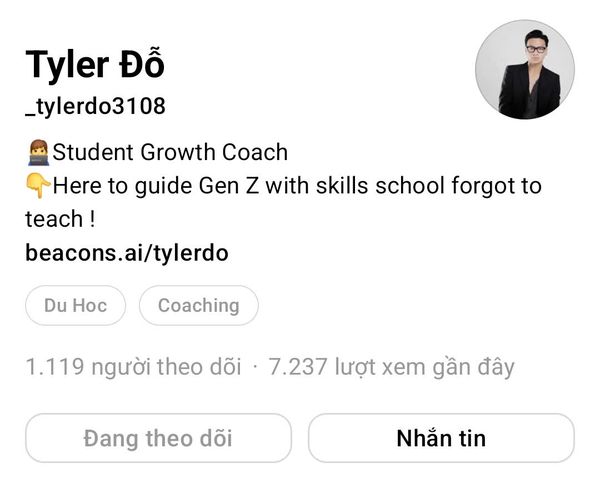 Tyler Đỗ
_tylerdo3108
🧑‍💻Student Growth Coach
👇Here to guide Gen Z with skills school forgot to
teach !
beacons.ai/tylerdo
Du Hoc
Coaching
1.119 người theo dõi · 7.237 lượt xem gần đây
Đang theo dõi
Nhắn tin